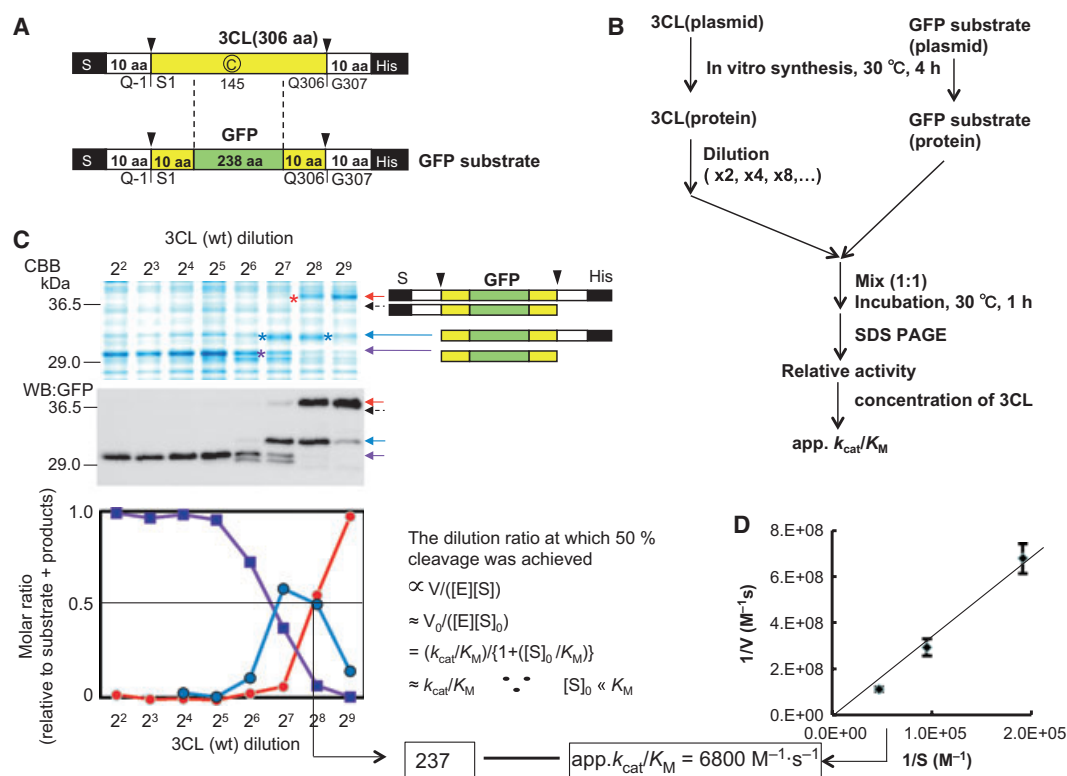 A
3CL(306 aa)
S 10 aa C 10 aa His
Q-1 S1 145 Q306 G307
GFP
S 10 aa 10 aa 238 aa 10 aa 10 aa His
GFP substrate
Q-1 S1 Q306 G307
B
3CL(plasmid)
GFP substrate
(plasmid)
In vitro synthesis, 30 °C, 4 h
3CL(protein)
GFP substrate
(protein)
Dilution
( x2, x4, x8,...)
Mix (1:1)
Incubation, 30 °C, 1 h
SDS PAGE
Relative activity
concentration of 3CL
app. kcat/KM
C
3CL (wt) dilution
CBB
kDa
2² 2³ 2⁴ 2⁵ 2⁶ 2⁷ 2⁸ 2⁹
36.5
*
* *
*
29.0
S GFP His
WB:GFP
36.5
29.0
Molar ratio
(relative to substrate + products)
1.0
0.5
0
2² 2³ 2⁴ 2⁵ 2⁶ 2⁷ 2⁸ 2⁹
3CL (wt) dilution
The dilution ratio at which 50 %
cleavage was achieved
∝ V/([E][S])
≈ V₀/([E][S]₀)
= (kcat/KM)/{1+([S]₀/KM)}
≈ kcat/KM ∵ [S]₀ « KM
237
app.kcat/KM = 6800 M⁻¹·s⁻¹
D
1/V (M⁻¹s)
8.E+08
6.E+08
4.E+08
2.E+08
0.E+00
0.0E+00 1.0E+05 2.0E+05
1/S (M⁻¹)